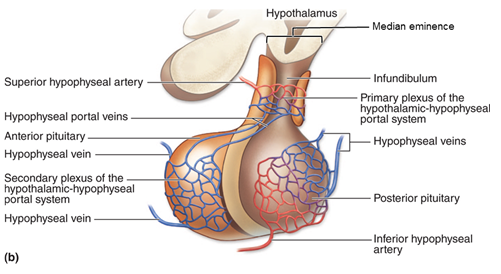 Hypothalamus
Median eminence
Superior hypophyseal artery
Infundibulum
Hypophyseal portal veins
Primary plexus of the
hypothalamic-hypophyseal
portal system
Anterior pituitary
Hypophyseal vein
Hypophyseal veins
Secondary plexus of the
hypothalamic-hypophyseal
portal system
Posterior pituitary
Hypophyseal vein
Inferior hypophyseal
artery
(b)